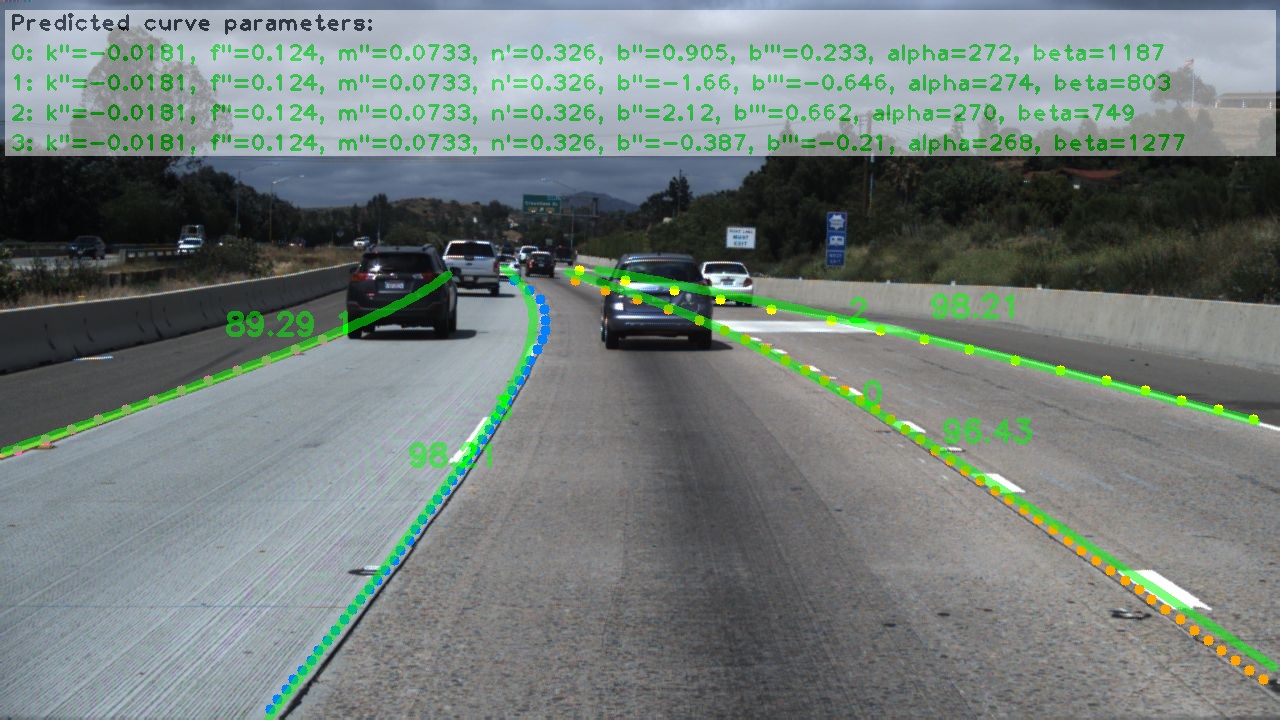 Predicted curve parameters:
0: k''=-0.0181, f''=0.124, m''=0.0733, n'=0.326, b''=0.905, b'''=0.233, alpha=272, beta=1187
1: k''=-0.0181, f''=0.124, m''=0.0733, n'=0.326, b''=-1.66, b'''=-0.646, alpha=274, beta=803
2: k''=-0.0181, f''=0.124, m''=0.0733, n'=0.326, b''=2.12, b'''=0.662, alpha=270, beta=749
3: k''=-0.0181, f''=0.124, m''=0.0733, n'=0.326, b''=-0.387, b'''=-0.21, alpha=268, beta=1277
RIGHT LANE
MUST
EXIT
89.29 1
2 98.21
0
98.43